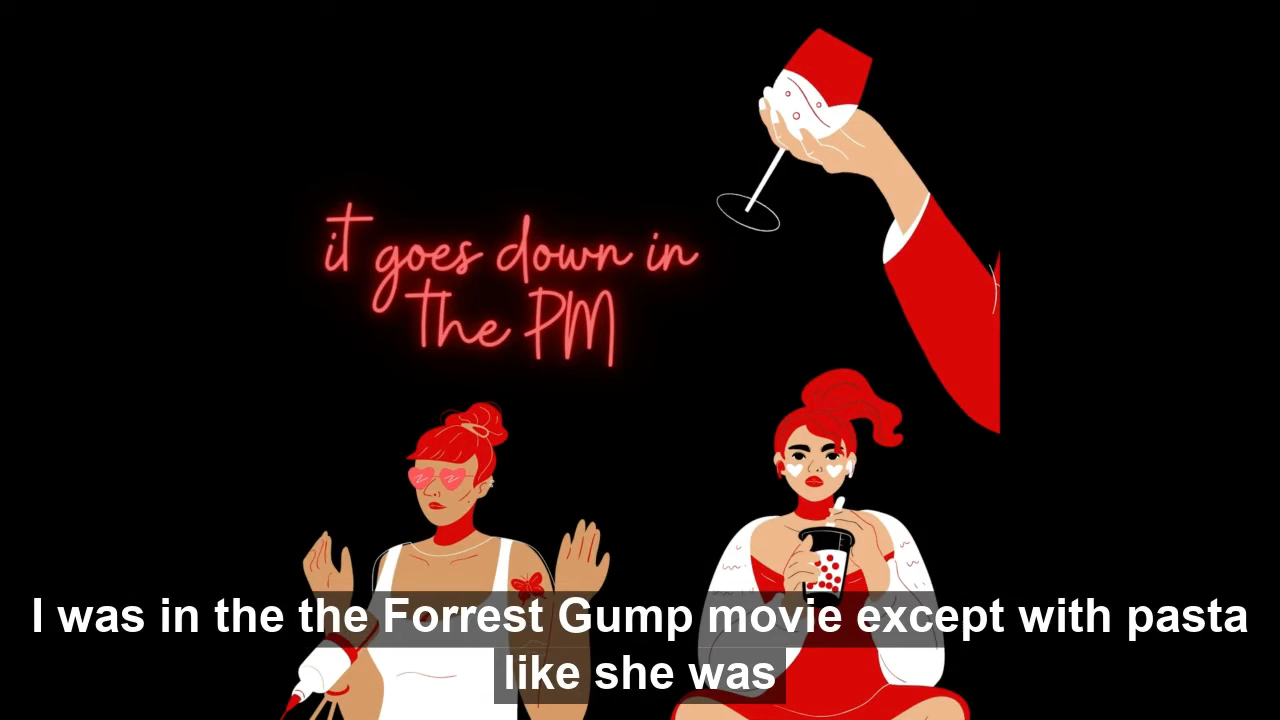 it goes down in
the PM
I was in the the Forrest Gump movie except with pasta
like she was